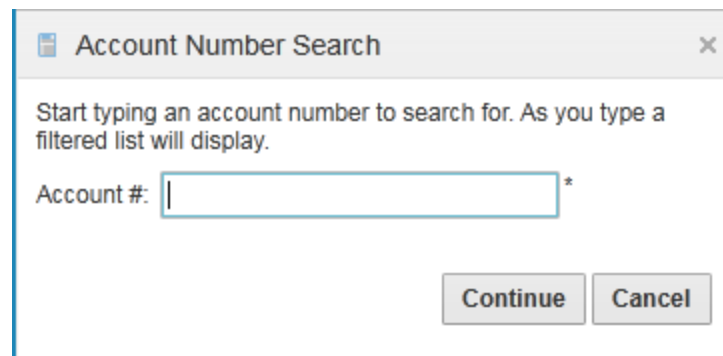 Account Number Search
Start typing an account number to search for. As you type a
filtered list will display.
Account #: *
Continue Cancel